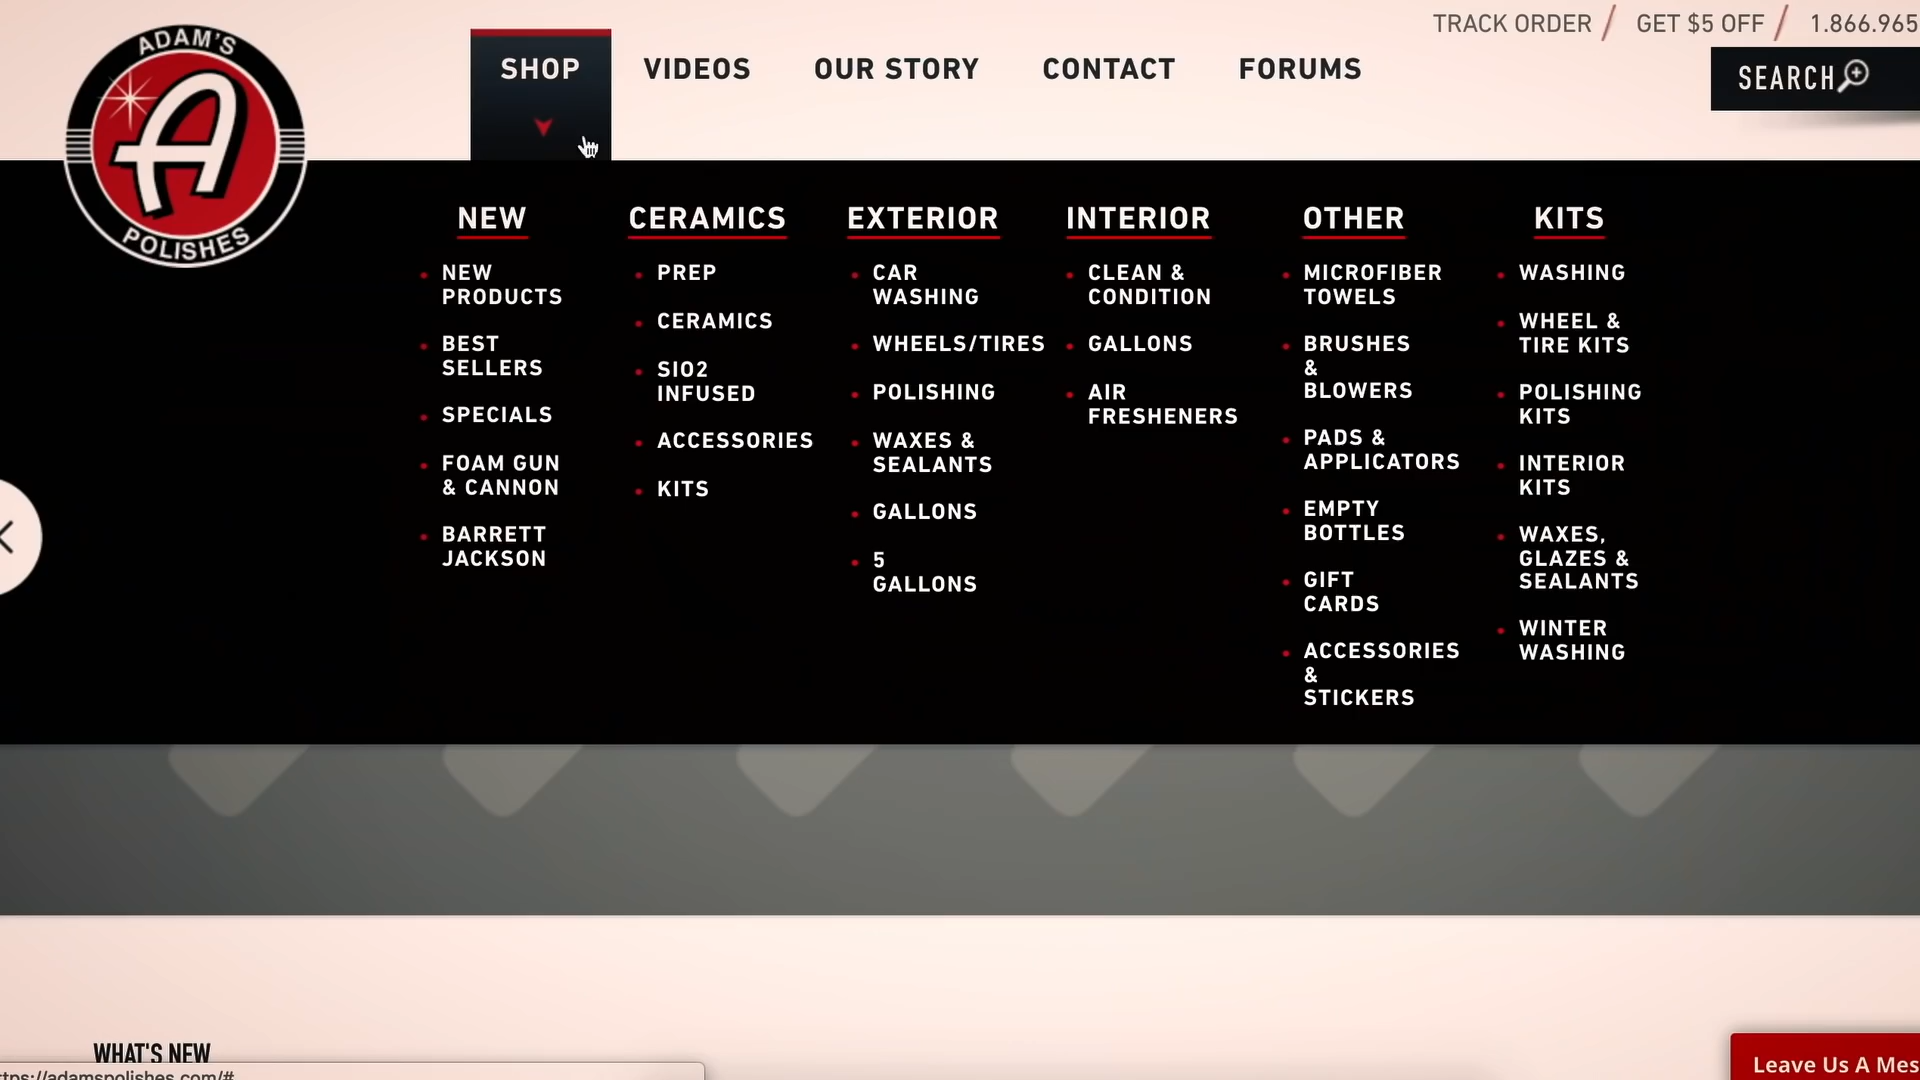 TRACK ORDER / GET $5 OFF / 1.866.965
ADAM'S
POLISHES
SHOP
VIDEOS
OUR STORY
CONTACT
FORUMS
SEARCH
NEW
NEW
PRODUCTS
BEST
SELLERS
SPECIALS
FOAM GUN
& CANNON
BARRETT
JACKSON
CERAMICS
PREP
CERAMICS
SIO2
INFUSED
ACCESSORIES
KITS
EXTERIOR
CAR
WASHING
WHEELS/TIRES
POLISHING
WAXES &
SEALANTS
GALLONS
5
GALLONS
INTERIOR
CLEAN &
CONDITION
GALLONS
AIR
FRESHENERS
OTHER
MICROFIBER
TOWELS
BRUSHES
&
BLOWERS
PADS &
APPLICATORS
EMPTY
BOTTLES
GIFT
CARDS
ACCESSORIES
&
STICKERS
KITS
WASHING
WHEEL &
TIRE KITS
POLISHING
KITS
INTERIOR
KITS
WAXES,
GLAZES &
SEALANTS
WINTER
WASHING
WHAT'S NEW
ttps://adamspolishes.com/#
Leave Us A Mes